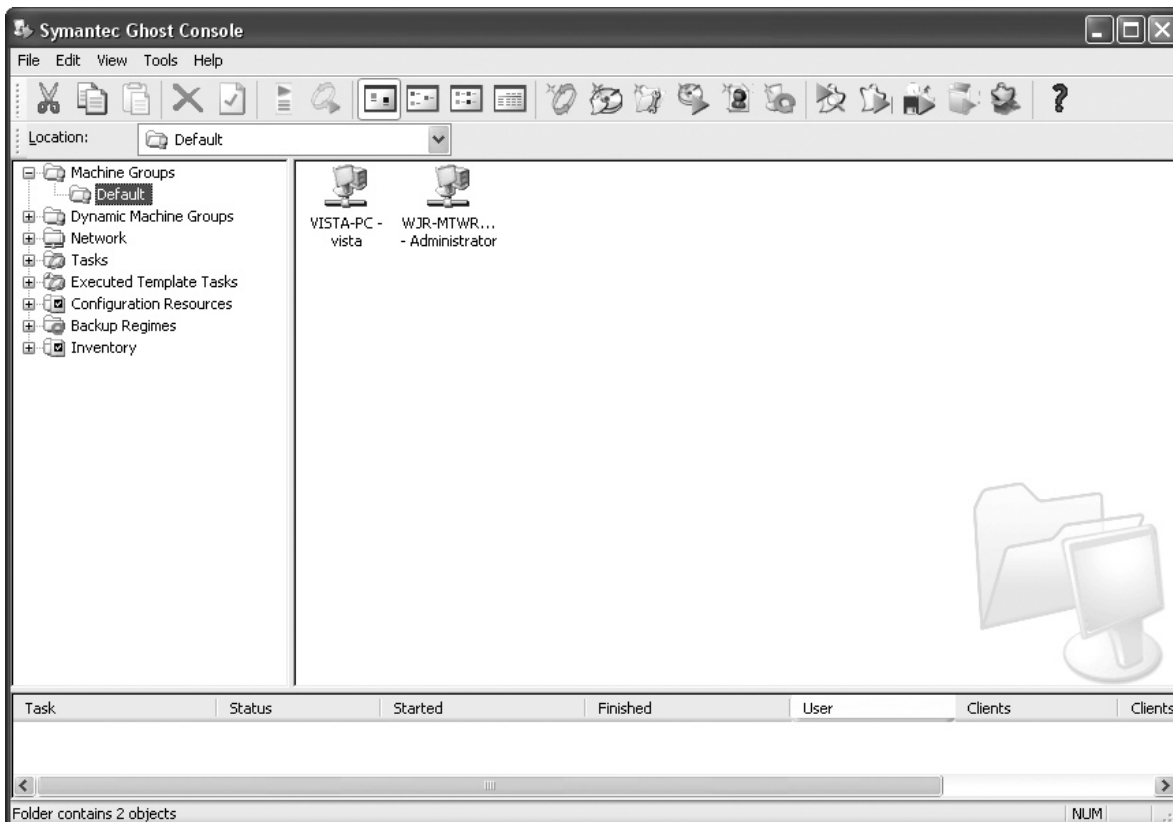 Symantec Ghost Console
File Edit View Tools Help
Location: Default
Machine Groups
Default
Dynamic Machine Groups
Network
Tasks
Executed Template Tasks
Configuration Resources
Backup Regimes
Inventory
VISTA-PC -
vista
WJR-MTWR...
- Administrator
Task Status Started Finished User Clients Clients
Folder contains 2 objects NUM